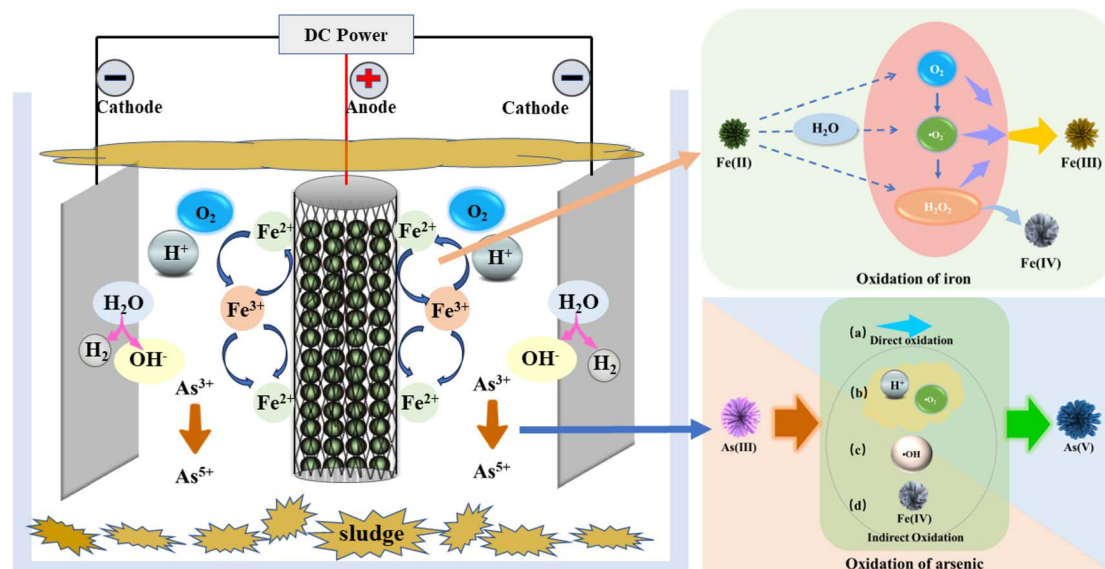 DC Power
Cathode
Anode
Cathode
O₂
Fe²⁺
Fe²⁺
O₂
H⁺
H⁺
H₂O
Fe³⁺
Fe³⁺
H₂O
H₂
OH⁻
OH⁻
H₂
As³⁺
Fe²⁺
Fe²⁺
As³⁺
As⁵⁺
As⁵⁺
sludge
O₂
Fe(II)
H₂O
•O₂
Fe(III)
H₂O₂
Fe(IV)
Oxidation of iron
(a)
Direct oxidation
(b)
H⁺
•O₂
As(III)
As(V)
(c)
•OH
(d)
Fe(IV)
Indirect Oxidation
Oxidation of arsenic